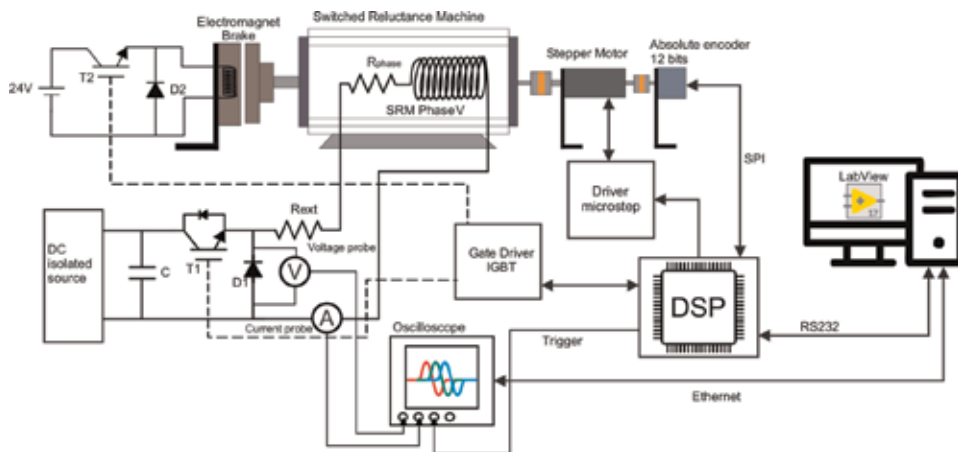 Electromagnet
Brake
Switched Reluctance Machine
Stepper Motor
Absolute encoder
12 bits
24V
T2
D2
Rphase
SRM PhaseV
SPI
LabView
Driver
microstep
DC
isolated
source
C
T1
Rext
Voltage probe
D1
V
Gate Driver
IGBT
DSP
A
Current probe
Oscilloscope
Trigger
RS232
Ethernet